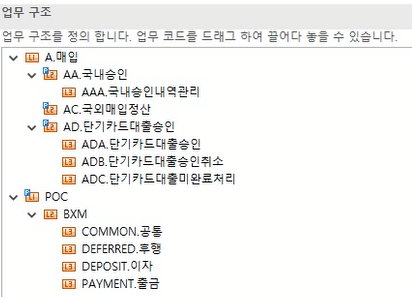 업무 구조
업무 구조를 정의 합니다. 업무 코드를 드래그 하여 끌어다 놓을 수 있습니다.
L1 A.매입
L2 AA.국내승인
L3 AAA.국내승인내역관리
L2 AC.국외매입정산
L2 AD.단기카드대출승인
L3 ADA.단기카드대출승인
L3 ADB.단기카드대출승인취소
L3 ADC.단기카드대출미완료처리
L1 POC
L2 BXM
L3 COMMON.공통
L3 DEFERRED.후행
L3 DEPOSIT.이자
L3 PAYMENT.출금